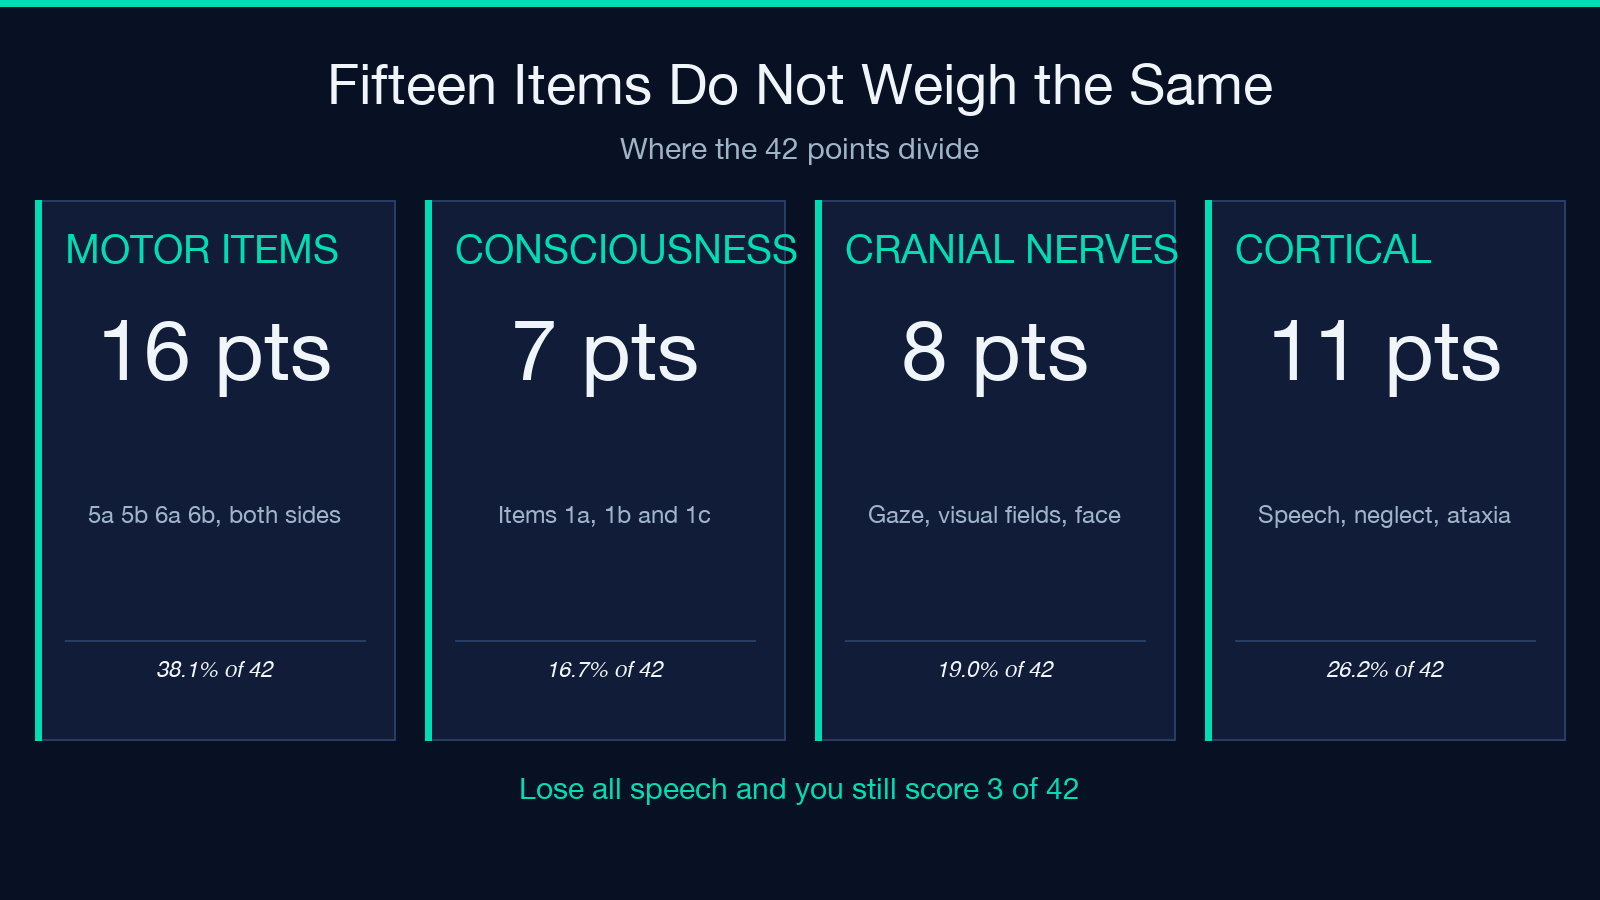 Fifteen Items Do Not Weigh the Same
Where the 42 points divide
MOTOR ITEMS
16 pts
5a 5b 6a 6b, both sides
38.1% of 42
CONSCIOUSNESS
7 pts
Items 1a, 1b and 1c
16.7% of 42
CRANIAL NERVES
8 pts
Gaze, visual fields, face
19.0% of 42
CORTICAL
11 pts
Speech, neglect, ataxia
26.2% of 42
Lose all speech and you still score 3 of 42